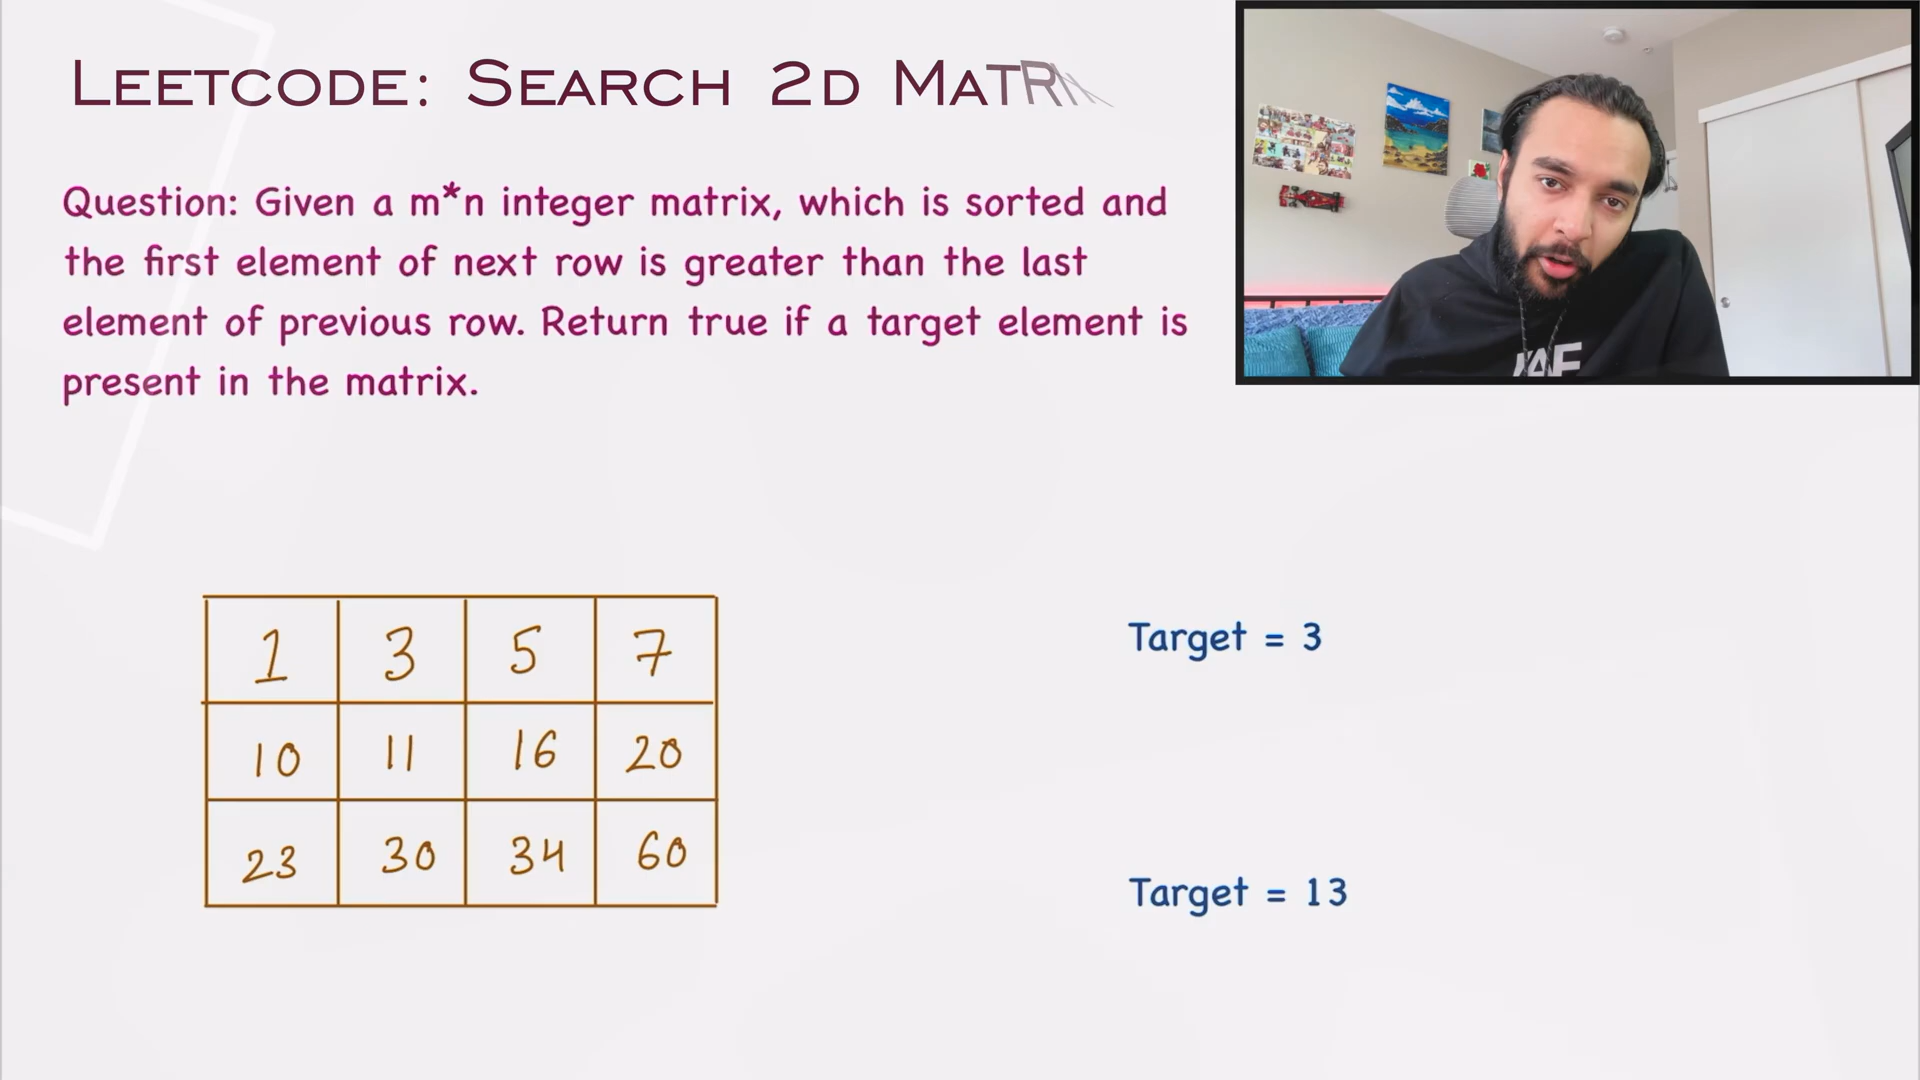 LEETCODE: SEARCH 2D MATRI
Question: Given a m*n integer matrix, which is sorted and
the first element of next row is greater than the last
element of previous row. Return true if a target element is
present in the matrix.
1 3 5 7
10 11 16 20
23 30 34 60
Target = 3
Target = 13